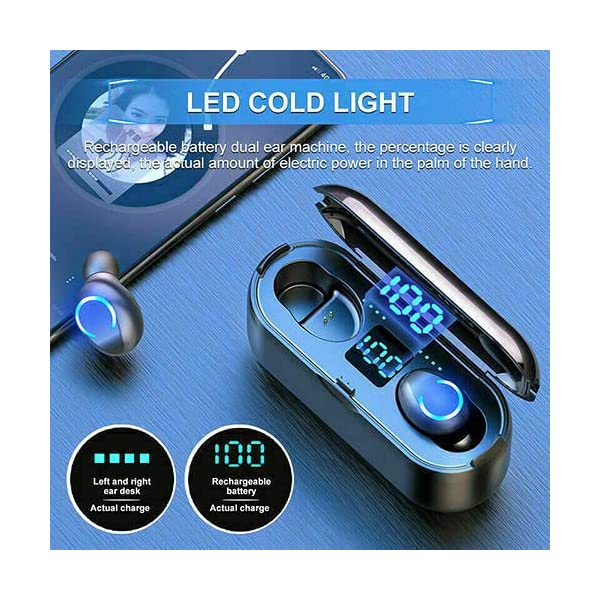 LED COLD LIGHT
Rechargeable battery dual ear machine, the percentage is clearly
displayed, the actual amount of electric power in the palm of the hand.
100
100
100
Left and right
ear desk
Actual charge
Rechargeable
battery
Actual charge